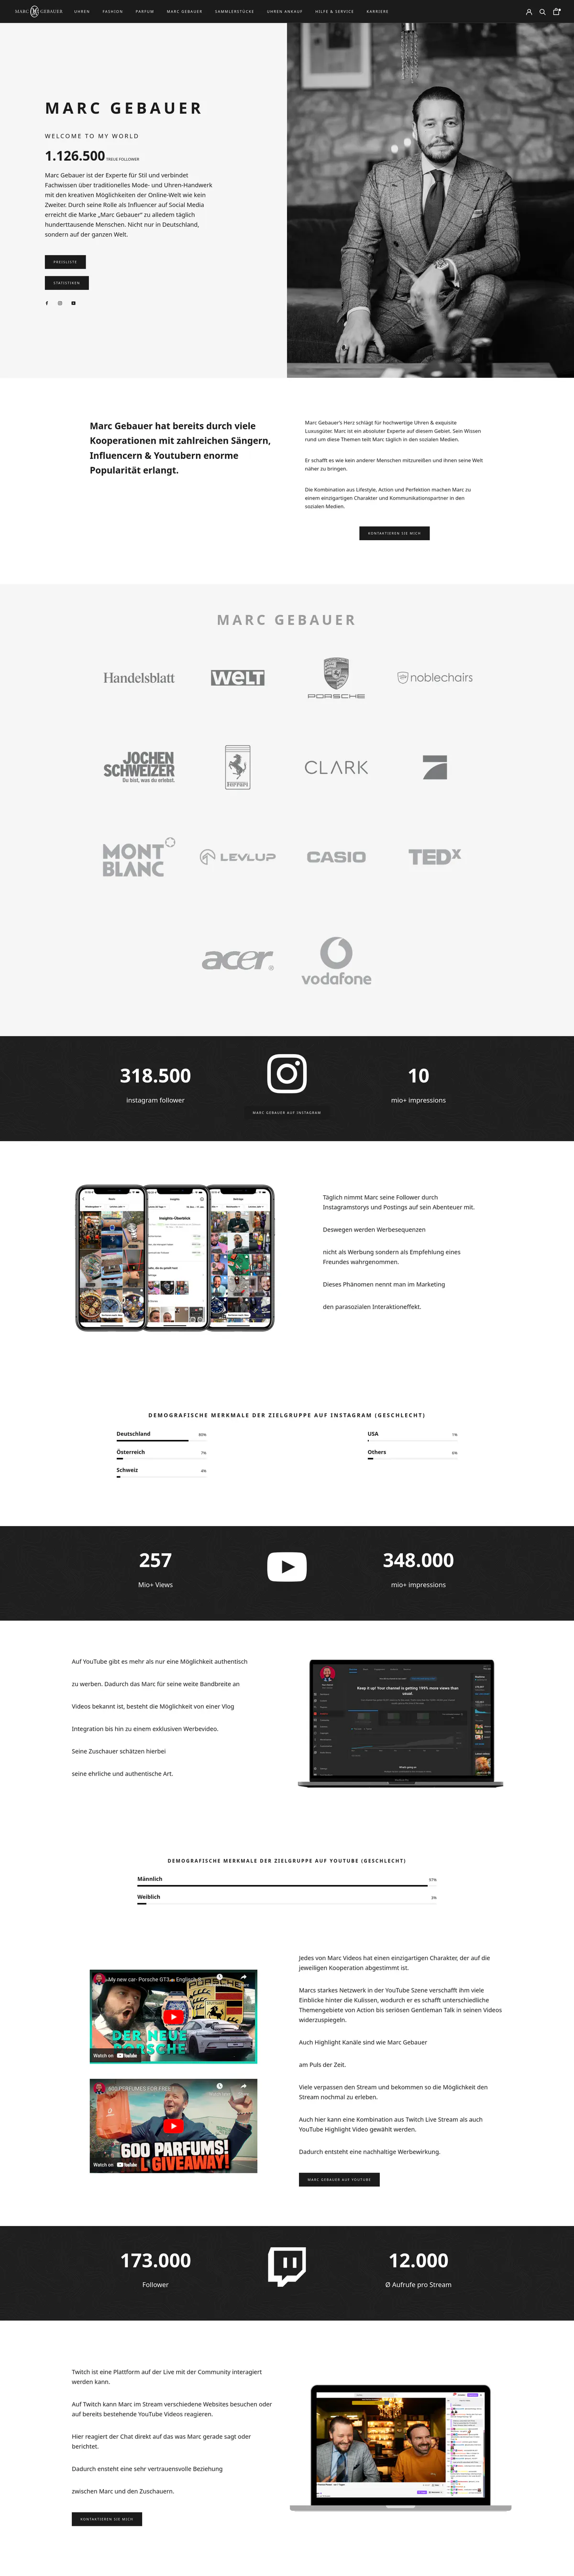 MARC GEBAUER
UHREN FASHION PARFUM MARC GEBAUER SAMMLERSTÜCKE UHREN ANKAUF HILFE & SERVICE KARRIERE
MARC GEBAUER
WELCOME TO MY WORLD
1.126.500 TREUE FOLLOWER
Marc Gebauer ist der Experte für Stil und verbindet
Fachwissen über traditionelles Mode- und Uhren-Handwerk
mit den kreativen Möglichkeiten der Online-Welt wie kein
Zweiter. Durch seine Rolle als Influencer auf Social Media
erreicht die Marke „Marc Gebauer" zu alledem täglich
hunderttausende Menschen. Nicht nur in Deutschland,
sondern auf der ganzen Welt.
PREISLISTE
STATISTIKEN
Marc Gebauer hat bereits durch viele
Kooperationen mit zahlreichen Sängern,
Influencern & Youtubern enorme
Popularität erlangt.
Marc Gebauer's Herz schlägt für hochwertige Uhren & exquisite
Luxusgüter. Marc ist ein absoluter Experte auf diesem Gebiet. Sein Wissen
rund um diese Themen teilt Marc täglich in den sozialen Medien.
Er schafft es wie kein anderer Menschen mitzureißen und ihnen seine Welt
näher zu bringen.
Die Kombination aus Lifestyle, Action und Perfektion machen Marc zu
einem einzigartigen Charakter und Kommunikationspartner in den
sozialen Medien.
KONTAKTIEREN SIE MICH
MARC GEBAUER
Handelsblatt
WELT
PORSCHE
noblechairs
JOCHEN
SCHWEIZER
Du bist, was du erlebst.
Ferrari
CLARK
MONT
BLANC
LEVLUP
CASIO
TEDx
acer
vodafone
318.500
instagram follower
MARC GEBAUER AUF INSTAGRAM
10
mio+ impressions
Insights-Überblick
Täglich nimmt Marc seine Follower durch
Instagramstorys und Postings auf sein Abenteuer mit.
Deswegen werden Werbesequenzen
nicht als Werbung sondern als Empfehlung eines
Freundes wahrgenommen.
Dieses Phänomen nennt man im Marketing
den parasozialen Interaktioneffekt.
DEMOGRAFISCHE MERKMALE DER ZIELGRUPPE AUF INSTAGRAM (GESCHLECHT)
Deutschland 80%
Österreich 7%
Schweiz 4%
USA 1%
Others 6%
257
Mio+ Views
348.000
mio+ impressions
Auf YouTube gibt es mehr als nur eine Möglichkeit authentisch
zu werden. Dadurch das Marc für seine weite Bandbreite an
Videos bekannt ist, besteht die Möglichkeit von einer Vlog
Integration bis hin zu einem exklusiven Werbevideo.
Seine Zuschauer schätzen hierbei
seine ehrliche und authentische Art.
Keep it up! Your channel is getting 199% more views than
usual.
DEMOGRAFISCHE MERKMALE DER ZIELGRUPPE AUF YOUTUBE (GESCHLECHT)
Männlich 97%
Weiblich 3%
My new car- Porsche GT3
PORSCHE
DER NEUE
PORSCHE
Watch on YouTube
600 PERFUMES FOR FREE
600 PARFUMS!
GIVEAWAY!
Watch on YouTube
Jedes von Marc Videos hat einen einzigartigen Charakter, der auf die
jeweiligen Kooperation abgestimmt ist.
Marcs starkes Netzwerk in der YouTube Szene verschafft ihm viele
Einblicke hinter die Kulissen, wodurch er es schafft unterschiedliche
Themengebiete von Action bis seriösen Gentleman Talk in seinen Videos
widerzuspiegeln.
Auch Highlight Kanäle sind wie Marc Gebauer
am Puls der Zeit.
Viele verpassen den Stream und bekommen so die Möglichkeit den
Stream nochmal zu erleben.
Auch hier kann eine Kombination aus Twitch Live Stream als auch
YouTube Highlight Video gewählt werden.
Dadurch entsteht eine nachhaltige Werbewirkung.
MARC GEBAUER AUF YOUTUBE
173.000
Follower
12.000
Ø Aufrufe pro Stream
Twitch ist eine Plattform auf der Live mit der Community interagiert
werden kann.
Auf Twitch kann Marc im Stream verschiedene Websites besuchen oder
auf bereits bestehende YouTube Videos reagieren.
Hier reagiert der Chat direkt auf das was Marc gerade sagt oder
berichtet.
Dadurch entsteht eine sehr vertrauensvolle Beziehung
zwischen Marc und den Zuschauern.
KONTAKTIEREN SIE MICH